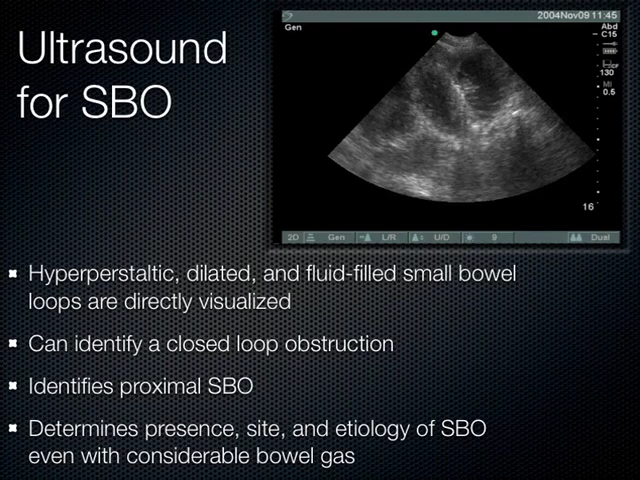 Ultrasound
for SBO
2004Nov09 11:45
Gen
Abd
C15
130
MI
0.5
16
2D
Gen
L/R
U/D
9
Dual
Hyperperstaltic, dilated, and fluid-filled small bowel
loops are directly visualized
Can identify a closed loop obstruction
Identifies proximal SBO
Determines presence, site, and etiology of SBO
even with considerable bowel gas